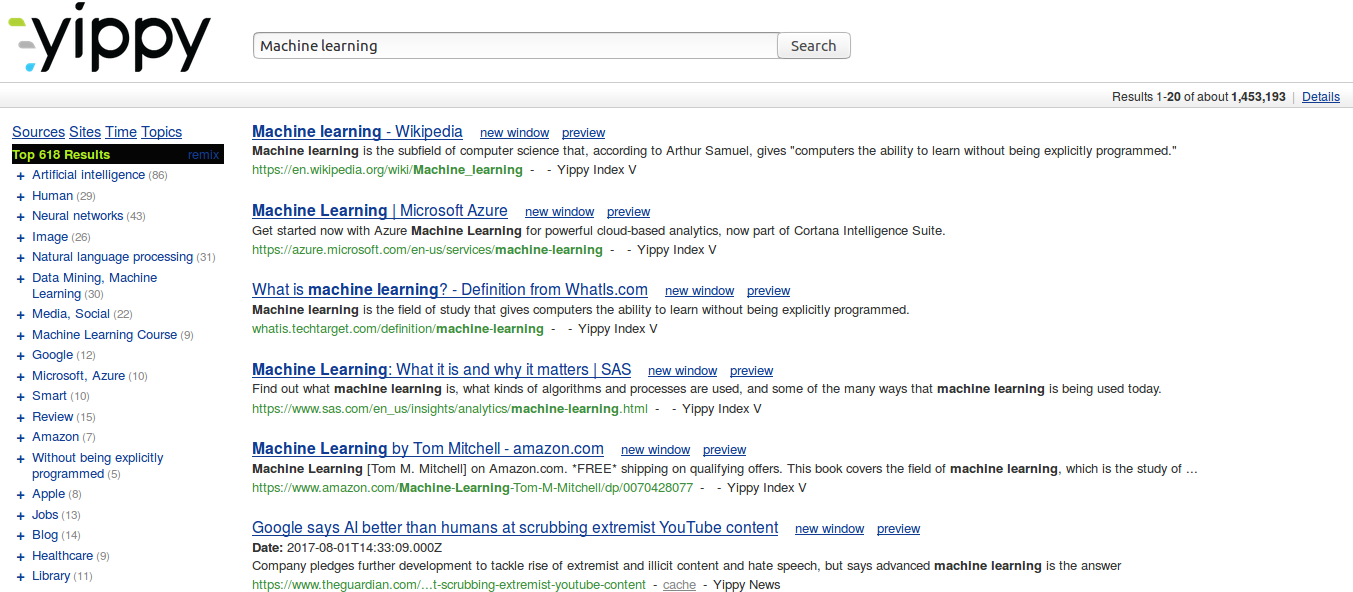 yippy
Machine learning
Search
Results 1-20 of about 1,453,193 | Details
Sources Sites Time Topics
Top 618 Results remix
+ Artificial intelligence (86)
+ Human (29)
+ Neural networks (43)
+ Image (26)
+ Natural language processing (31)
+ Data Mining, Machine
Learning (30)
+ Media, Social (22)
+ Machine Learning Course (9)
+ Google (12)
+ Microsoft, Azure (10)
+ Smart (10)
+ Review (15)
+ Amazon (7)
+ Without being explicitly
programmed (5)
+ Apple (8)
+ Jobs (13)
+ Blog (14)
+ Healthcare (9)
+ Library (11)
Machine learning - Wikipedia new window preview
Machine learning is the subfield of computer science that, according to Arthur Samuel, gives "computers the ability to learn without being explicitly programmed."
https://en.wikipedia.org/wiki/Machine_learning - - Yippy Index V
Machine Learning | Microsoft Azure new window preview
Get started now with Azure Machine Learning for powerful cloud-based analytics, now part of Cortana Intelligence Suite.
https://azure.microsoft.com/en-us/services/machine-learning - - Yippy Index V
What is machine learning? - Definition from WhatIs.com new window preview
Machine learning is the field of study that gives computers the ability to learn without being explicitly programmed.
whatis.techtarget.com/definition/machine-learning - - Yippy Index V
Machine Learning: What it is and why it matters | SAS new window preview
Find out what machine learning is, what kinds of algorithms and processes are used, and some of the many ways that machine learning is being used today.
https://www.sas.com/en_us/insights/analytics/machine-learning.html - - Yippy Index V
Machine Learning by Tom Mitchell - amazon.com new window preview
Machine Learning [Tom M. Mitchell] on Amazon.com. *FREE* shipping on qualifying offers. This book covers the field of machine learning, which is the study of ...
https://www.amazon.com/Machine-Learning-Tom-M-Mitchell/dp/0070428077 - - Yippy Index V
Google says AI better than humans at scrubbing extremist YouTube content new window preview
Date: 2017-08-01T14:33:09.000Z
Company pledges further development to tackle rise of extremist and illicit content and hate speech, but says advanced machine learning is the answer
https://www.theguardian.com/...t-scrubbing-extremist-youtube-content - cache - Yippy News